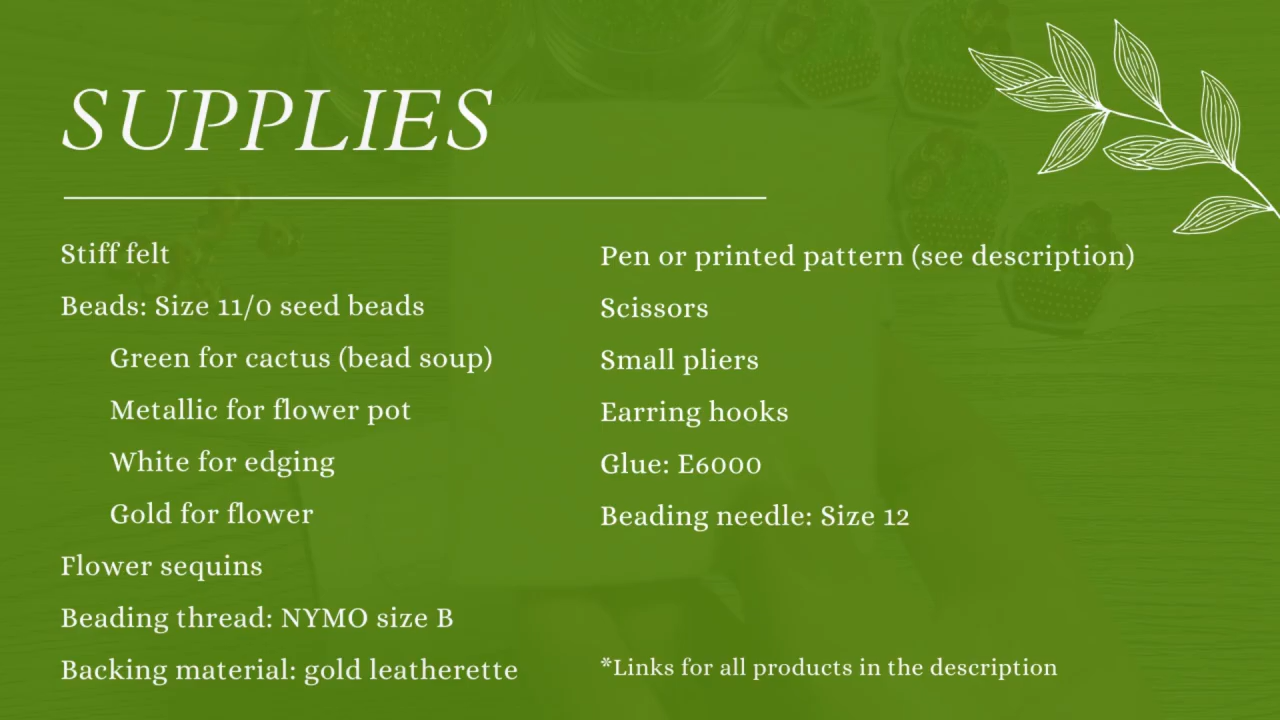 SUPPLIES
Stiff felt
Beads: Size 11/0 seed beads
Green for cactus (bead soup)
Metallic for flower pot
White for edging
Gold for flower
Flower sequins
Beading thread: NYMO size B
Backing material: gold leatherette
Pen or printed pattern (see description)
Scissors
Small pliers
Earring hooks
Glue: E6000
Beading needle: Size 12
*Links for all products in the description